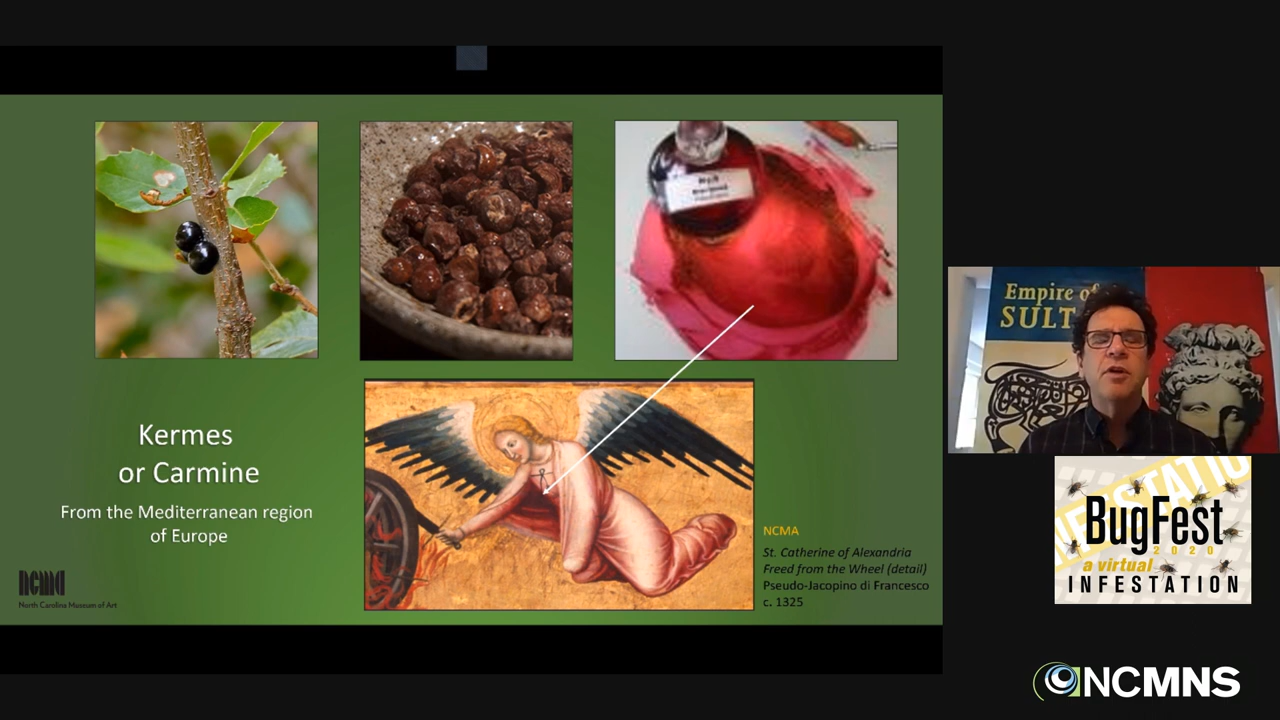 Kermes
or Carmine
From the Mediterranean region
of Europe
ncma
North Carolina Museum of Art
NCMA
St. Catherine of Alexandria
Freed from the Wheel (detail)
Pseudo-Jacopino di Francesco
c. 1325
Empire of
SULT
BugFest
2020
a virtual
INFESTATION
NCMNS